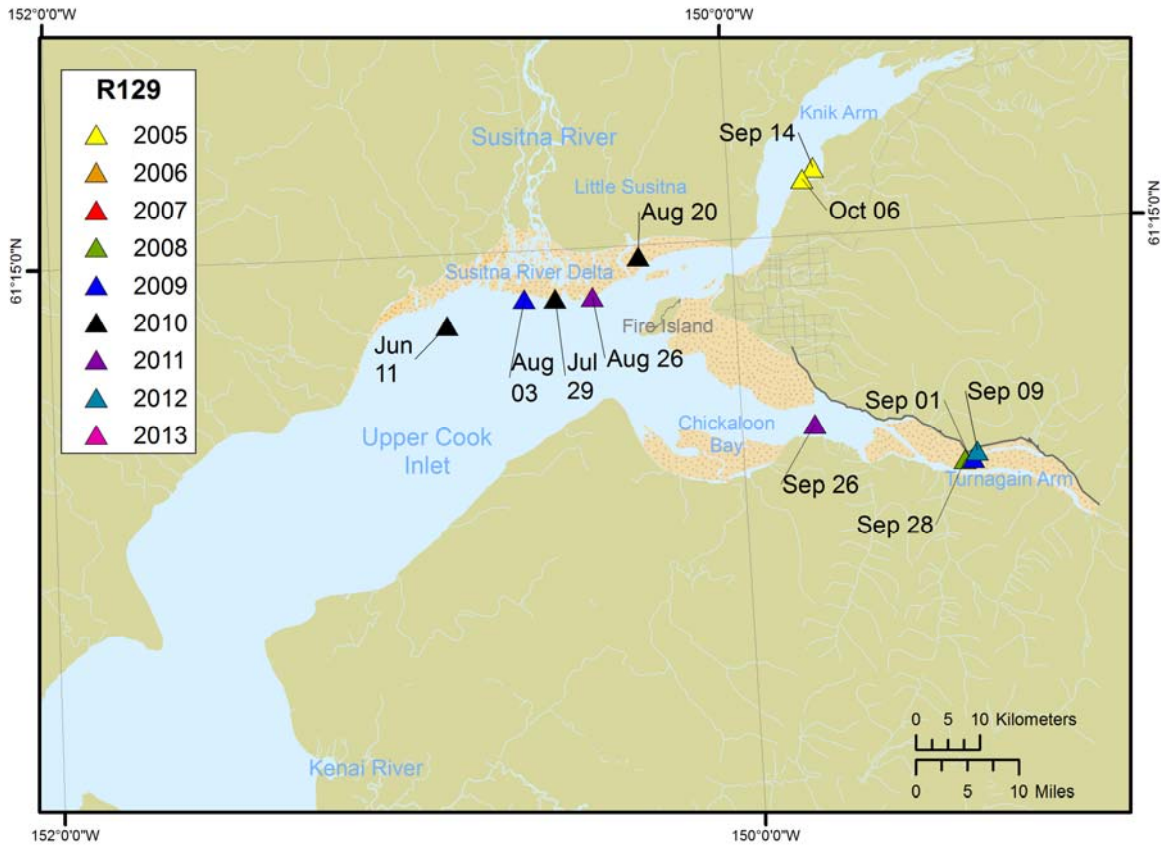 152°0'0"W
150°0'0"W
R129
2005
2006
2007
2008
2009
2010
2011
2012
2013
Knik Arm
Susitna River
Sep 14
Little Susitna
Oct 06
Aug 20
61°15'0"N
61°15'0"N
Susitna River Delta
Fire Island
Jun
11
Aug
03
Jul
29
Aug 26
Sep 01
Sep 09
Chickaloon
Bay
Upper Cook
Inlet
Sep 26
Turnagain Arm
Sep 28
0 5 10 Kilometers
0 5 10 Miles
Kenai River
152°0'0"W
150°0'0"W